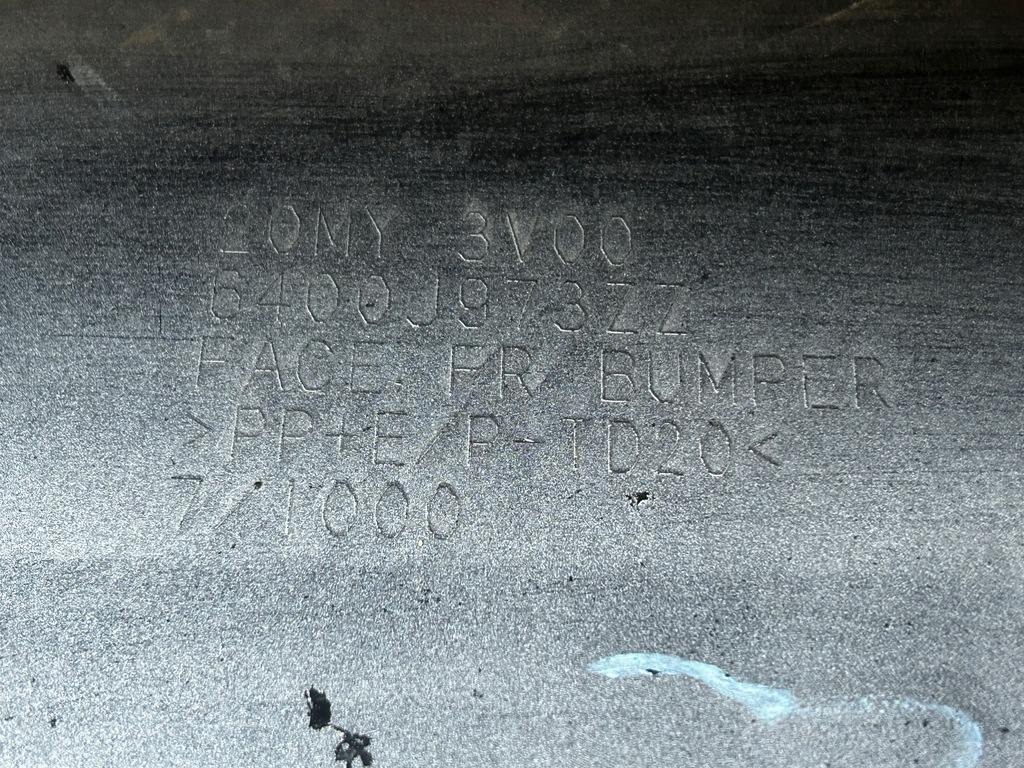 20MY 3V00
6400J973ZZ
FACE, FR BUMPER
>PP+E/P-TD20<
7/1000